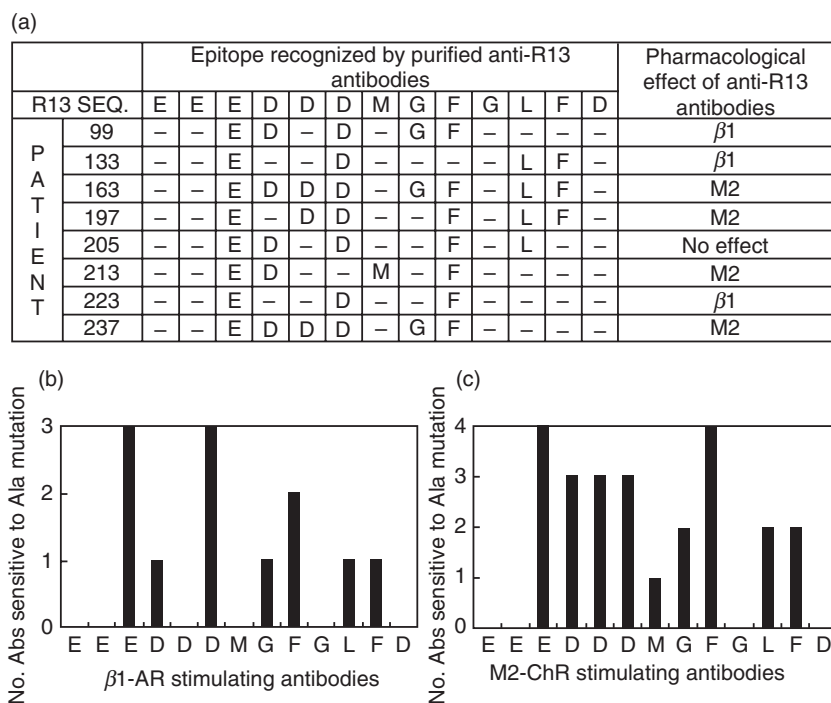 (a)
Epitope recognized by purified anti-R13 antibodies
Pharmacological effect of anti-R13 antibodies
R13 SEQ. E E E D D D M G F G L F D
PATIENT
99 – – E D – D – G F – – – – β1
133 – – E – – D – – – – L F – β1
163 – – E D D D – G F – L F – M2
197 – – E – D D – – F – L F – M2
205 – – E D – D – – F – L – – No effect
213 – – E D – – M – F – – – – M2
223 – – E – – D – – F – – – – β1
237 – – E D D D – G F – – – – M2
(b)
No. Abs sensitive to Ala mutation
3
2
1
0
E E E D D D M G F G L F D
β1-AR stimulating antibodies
(c)
No. Abs sensitive to Ala mutation
4
3
2
1
0
E E E D D D M G F G L F D
M2-ChR stimulating antibodies